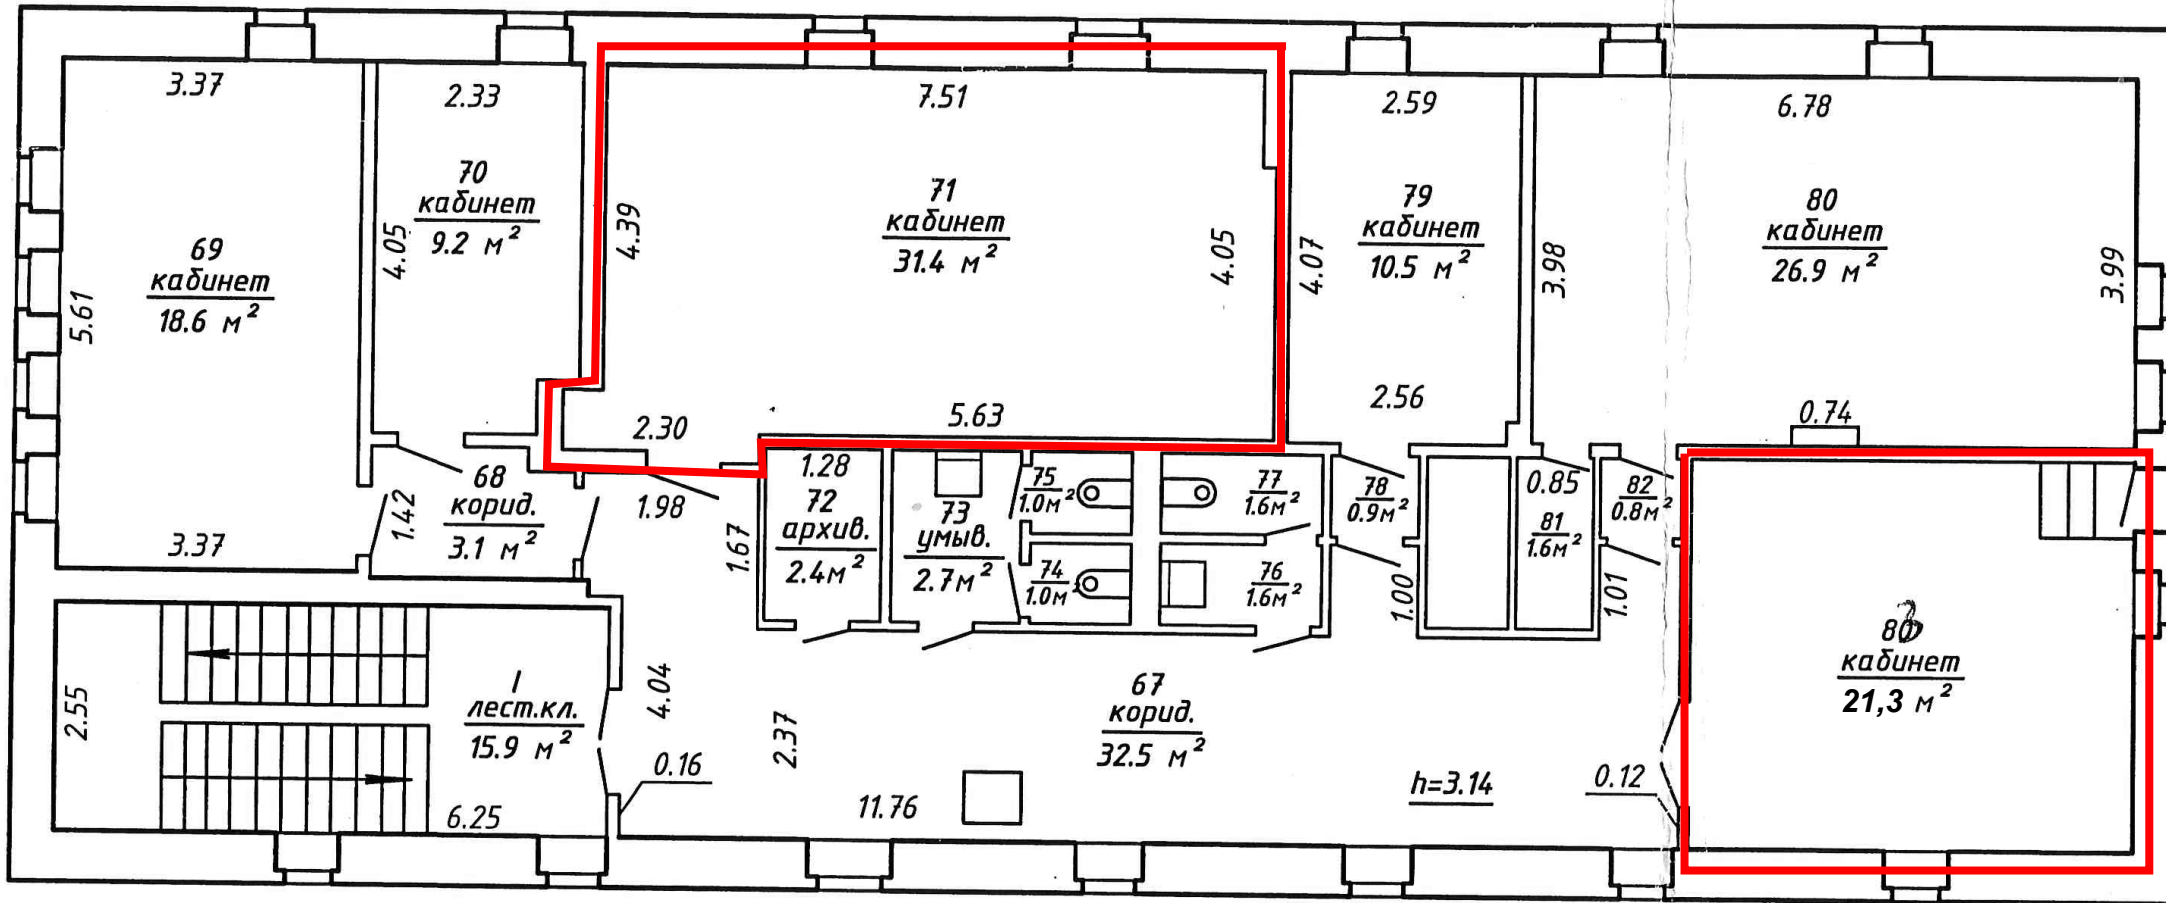 3.37
2.33
7.51
2.59
6.78
69
кабинет
18.6 м²
5.61
3.37
70
кабинет
9.2 м²
4.05
71
кабинет
31.4 м²
4.39
4.05
2.30
5.63
79
кабинет
10.5 м²
4.07
2.56
80
кабинет
26.9 м²
3.98
3.99
0.74
68
корид.
3.1 м²
1.42
1.98
1.67
1.28
72
архив.
2.4м²
73
умыв.
2.7м²
75
1.0м²
74
1.0м²
77
1.6м²
76
1.6м²
78
0.9м²
1.00
0.85
81
1.6м²
82
0.8м²
1.01
I
лест.кл.
15.9 м²
2.55
6.25
4.04
0.16
2.37
11.76
67
корид.
32.5 м²
h=3.14
0.12
кабинет
21,3 м²